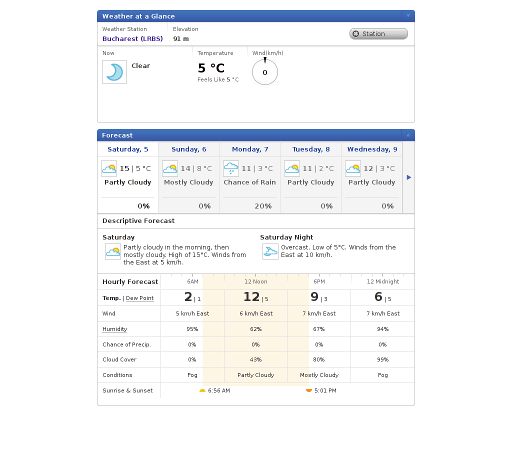 Weather at a Glance
Weather Station Elevation
Bucharest (LRBS) 91 m
Station
Now Temperature Wind(km/h)
Clear
5 °C
0
Feels Like 5 °C
Forecast
Saturday, 5 Sunday, 6 Monday, 7 Tuesday, 8 Wednesday, 9
15 | 5 °C 14 | 8 °C 11 | 3 °C 11 | 2 °C 12 | 3 °C
Partly Cloudy Mostly Cloudy Chance of Rain Partly Cloudy Partly Cloudy
0% 0% 20% 0% 0%
Descriptive Forecast
Saturday Saturday Night
Partly cloudy in the morning, then Overcast. Low of 5°C. Winds from the
mostly cloudy. High of 15°C. Winds from East at 10 km/h.
the East at 5 km/h.
Hourly Forecast 6AM 12 Noon 6PM 12 Midnight
Temp. | Dew Point 2 | 1 12 | 5 9 | 3 6 | 5
Wind 5 km/h East 6 km/h East 7 km/h East 7 km/h East
Humidity 95% 62% 67% 94%
Chance of Precip. 0% 0% 0% 0%
Cloud Cover 0% 43% 80% 99%
Conditions Fog Partly Cloudy Mostly Cloudy Fog
Sunrise & Sunset 6:56 AM 5:01 PM